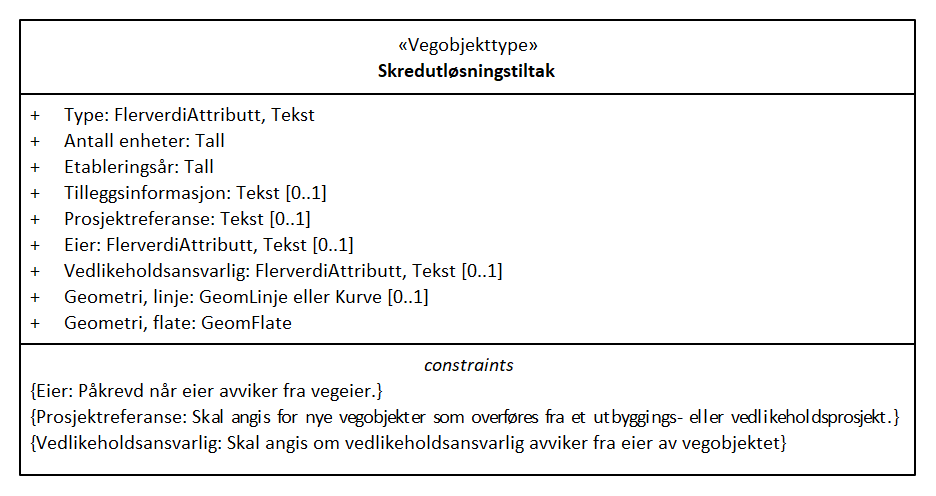 «Vegobjekttype»
Skredutløsningstiltak
+ Type: FlerverdiAttributt, Tekst
+ Antall enheter: Tall
+ Etableringsår: Tall
+ Tilleggsinformasjon: Tekst [0..1]
+ Prosjektreferanse: Tekst [0..1]
+ Eier: FlerverdiAttributt, Tekst [0..1]
+ Vedlikeholdsansvarlig: FlerverdiAttributt, Tekst [0..1]
+ Geometri, linje: GeomLinje eller Kurve [0..1]
+ Geometri, flate: GeomFlate
constraints
{Eier: Påkrevd når eier avviker fra vegeier.}
{Prosjektreferanse: Skal angis for nye vegobjekter som overføres fra et utbyggings- eller vedlikeholdsprosjekt.}
{Vedlikeholdsansvarlig: Skal angis om vedlikeholdsansvarlig avviker fra eier av vegobjektet}